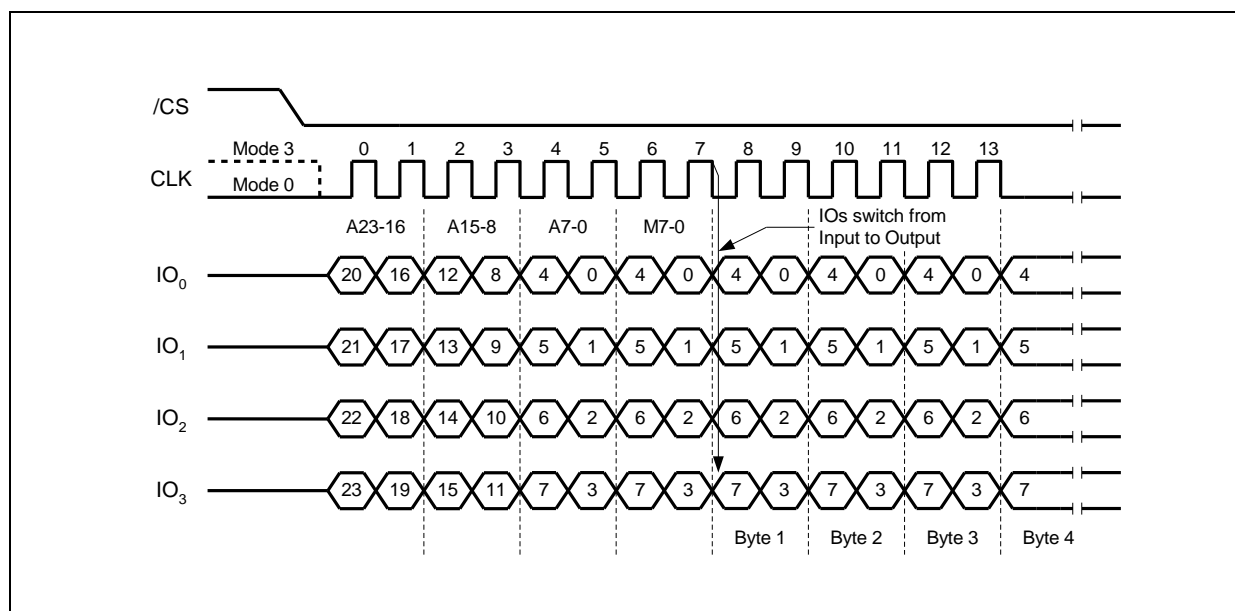 /CS
Mode 3
0 1 2 3 4 5 6 7 8 9 10 11 12 13
CLK
Mode 0
IOs switch from
Input to Output
A23-16 A15-8 A7-0 M7-0
IO0 20 16 12 8 4 0 4 0 4 0 4 0 4 0 4
IO1 21 17 13 9 5 1 5 1 5 1 5 1 5 1 5
IO2 22 18 14 10 6 2 6 2 6 2 6 2 6 2 6
IO3 23 19 15 11 7 3 7 3 7 3 7 3 7 3 7
Byte 1 Byte 2 Byte 3 Byte 4